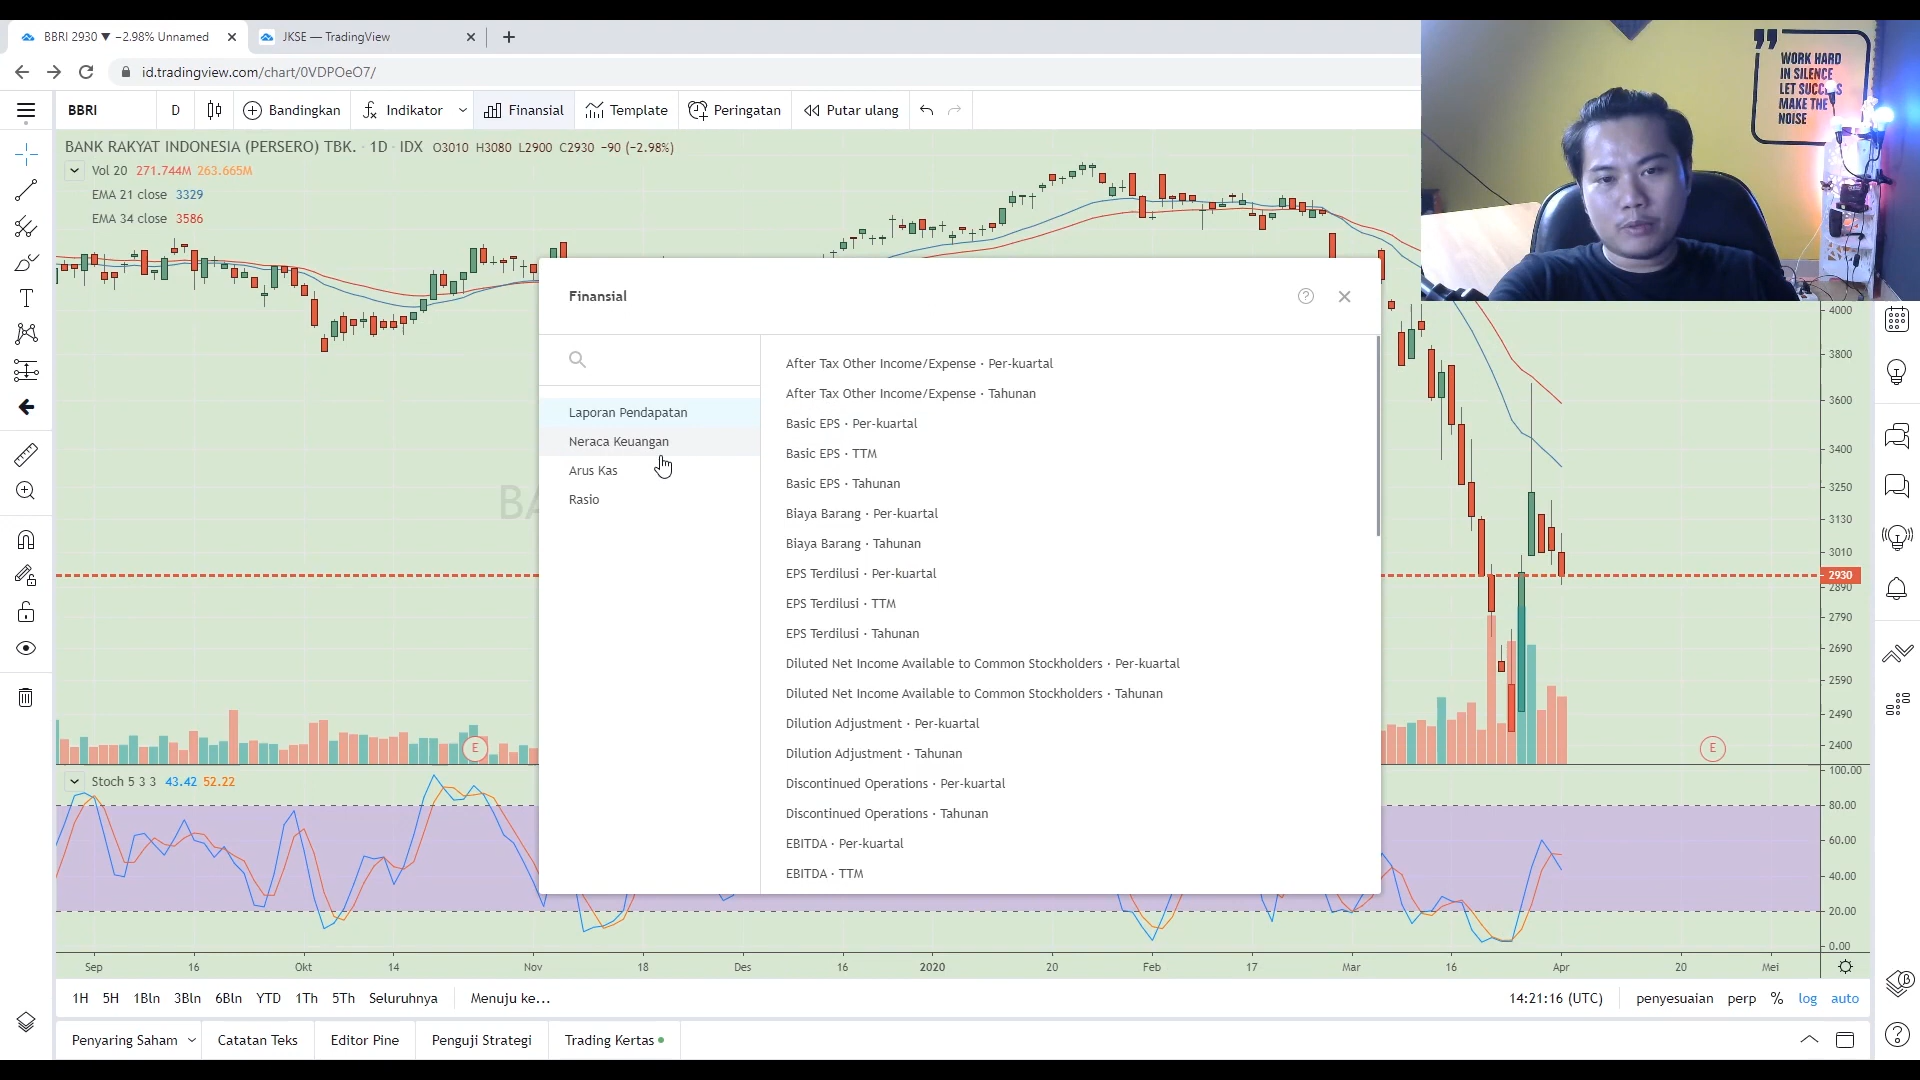 BBRI 2930 ▼ −2.98% Unnamed
JKSE — TradingView
id.tradingview.com/chart/0VDPOeO7/
BBRI D Bandingkan Indikator Finansial Template Peringatan Putar ulang
BANK RAKYAT INDONESIA (PERSERO) TBK. · 1D · IDX O3010 H3080 L2900 C2930 −90 (−2.98%)
Vol 20 271.744M 263.665M
EMA 21 close 3329
EMA 34 close 3586
WORK HARD
IN SILENCE
LET SUCCESS
MAKE THE
NOISE
Finansial
Laporan Pendapatan
Neraca Keuangan
Arus Kas
Rasio
After Tax Other Income/Expense · Per-kuartal
After Tax Other Income/Expense · Tahunan
Basic EPS · Per-kuartal
Basic EPS · TTM
Basic EPS · Tahunan
Biaya Barang · Per-kuartal
Biaya Barang · Tahunan
EPS Terdilusi · Per-kuartal
EPS Terdilusi · TTM
EPS Terdilusi · Tahunan
Diluted Net Income Available to Common Stockholders · Per-kuartal
Diluted Net Income Available to Common Stockholders · Tahunan
Dilution Adjustment · Per-kuartal
Dilution Adjustment · Tahunan
Discontinued Operations · Per-kuartal
Discontinued Operations · Tahunan
EBITDA · Per-kuartal
EBITDA · TTM
4000
3800
3600
3400
3250
3130
3010
2930
2890
2790
2690
2590
2490
2400
E
E
Stoch 5 3 3 43.42 52.22
100.00
80.00
60.00
40.00
20.00
0.00
Sep 16 Okt 14 Nov 18 Des 16 2020 20 Feb 17 Mar 16 Apr 20 Mei
1H 5H 1Bln 3Bln 6Bln YTD 1Th 5Th Seluruhnya Menuju ke... 14:21:16 (UTC) penyesuaian perp % log auto
Penyaring Saham Catatan Teks Editor Pine Penguji Strategi Trading Kertas